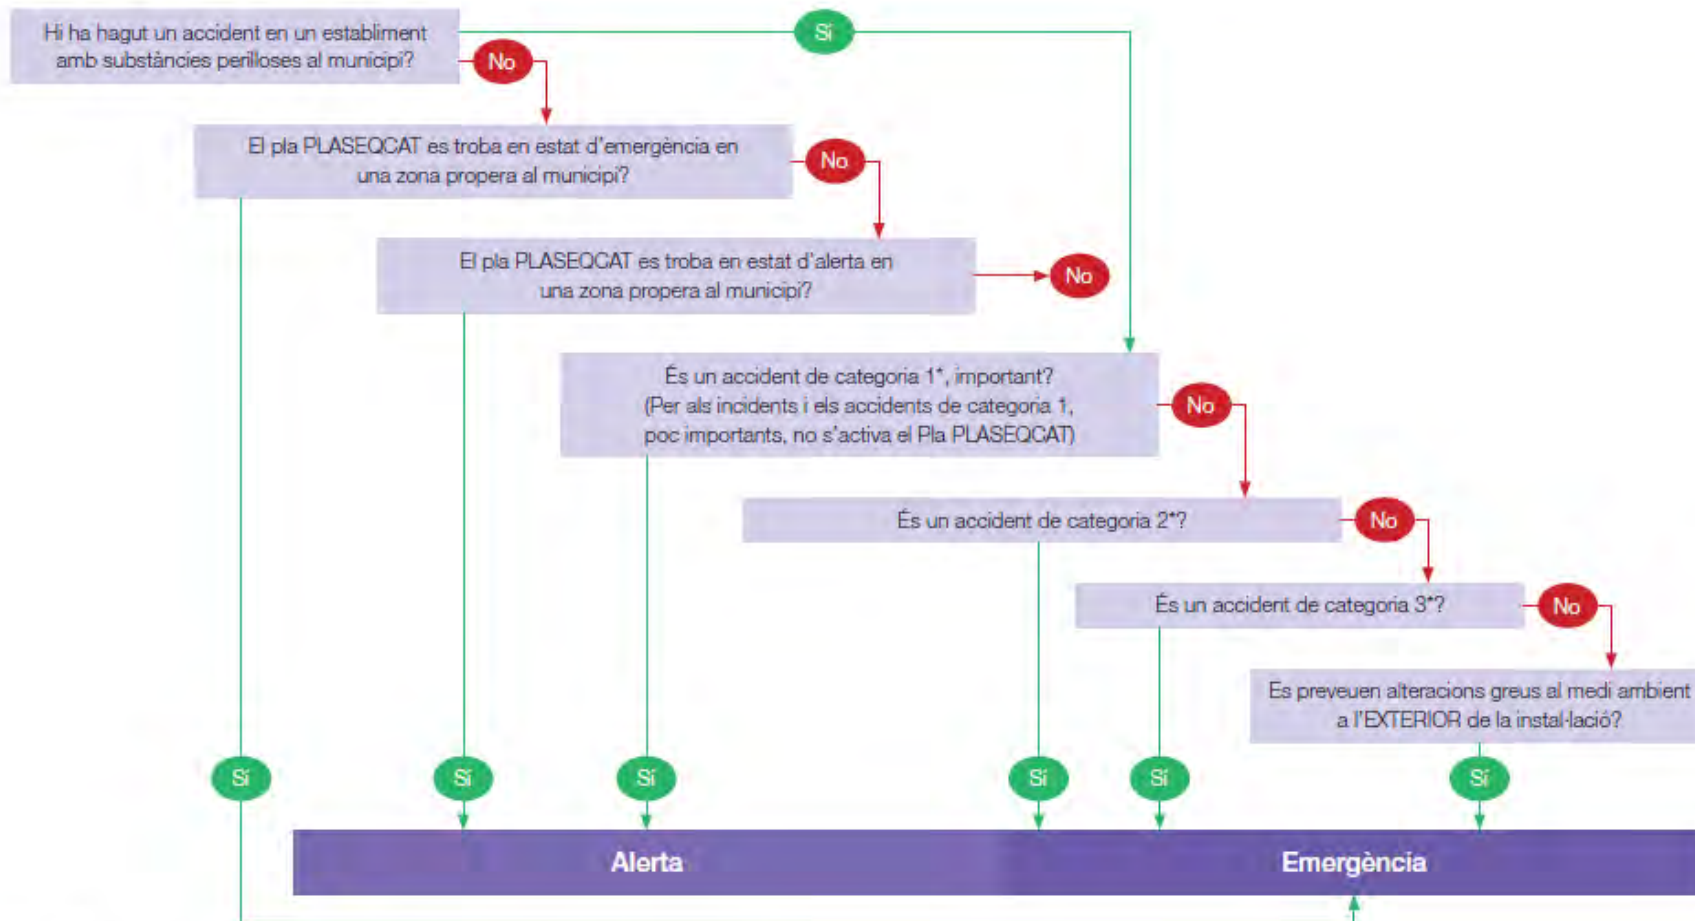 Hi ha hagut un accident en un establiment
amb substàncies perilloses al municipi?
Sí
No
El pla PLASEQCAT es troba en estat d'emergència en
una zona propera al municipi?
No
El pla PLASEQCAT es troba en estat d'alerta en
una zona propera al municipi?
No
És un accident de categoria 1*, important?
(Per als incidents i els accidents de categoria 1,
poc importants, no s'activa el Pla PLASEQCAT)
No
És un accident de categoria 2*?
No
És un accident de categoria 3*?
No
Es preveuen alteracions greus al medi ambient
a l'EXTERIOR de la instal·lació?
Sí
Sí
Sí
Sí
Sí
Sí
Alerta
Emergència